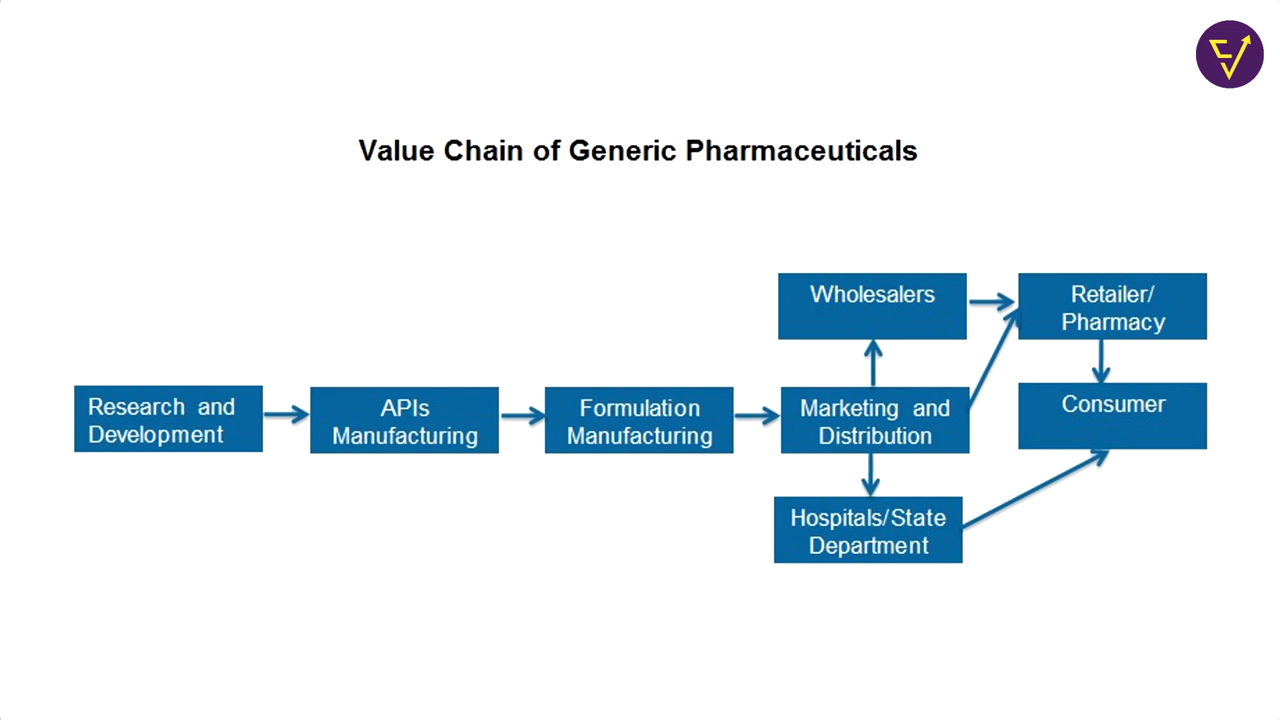 Value Chain of Generic Pharmaceuticals
Wholesalers
Retailer/
Pharmacy
Research and
Development
APIs
Manufacturing
Formulation
Manufacturing
Marketing and
Distribution
Consumer
Hospitals/State
Department